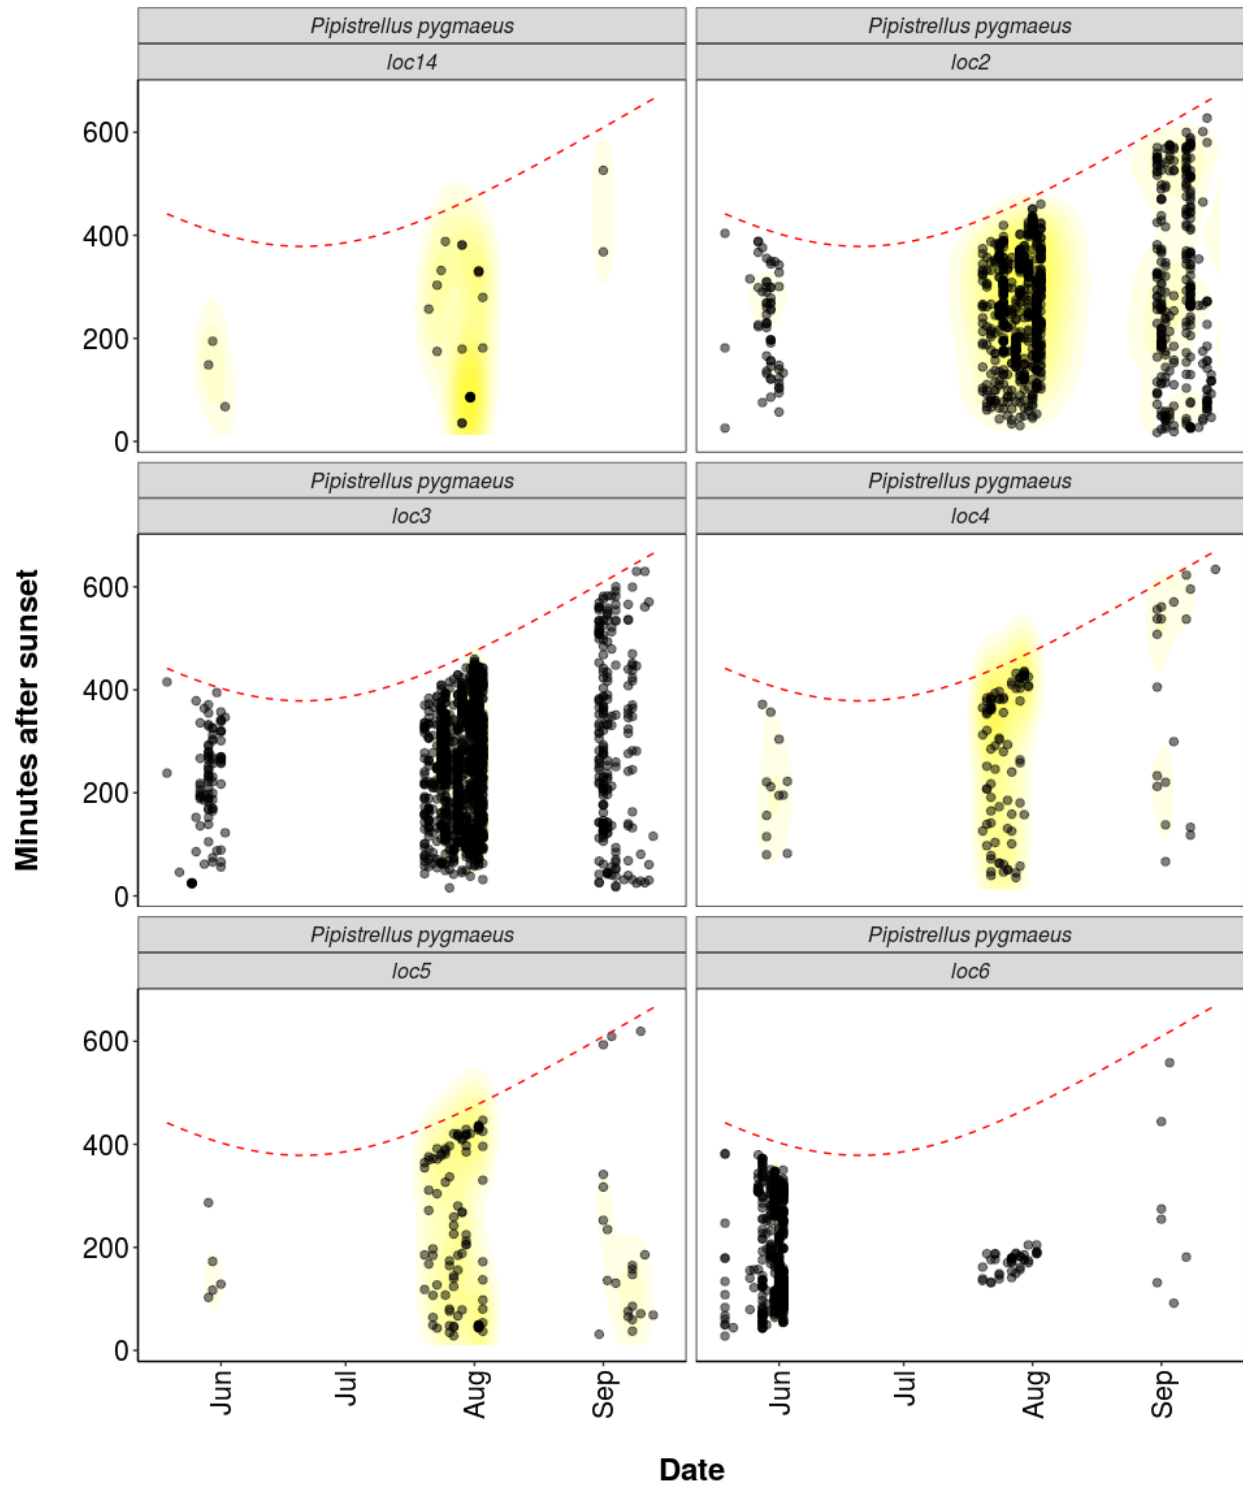 Pipistrellus pygmaeus
Pipistrellus pygmaeus
loc14
loc2
600
400
200
0
Pipistrellus pygmaeus
Pipistrellus pygmaeus
loc3
loc4
600
400
200
0
Minutes after sunset
Pipistrellus pygmaeus
Pipistrellus pygmaeus
loc5
loc6
600
400
200
0
Jun
Jul
Aug
Sep
Jun
Jul
Aug
Sep
Date